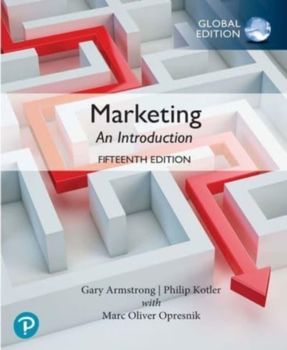 GLOBAL
EDITION
Marketing
An Introduction
FIFTEENTH EDITION
Gary Armstrong | Philip Kotler
with
Marc Oliver Opresnik
P